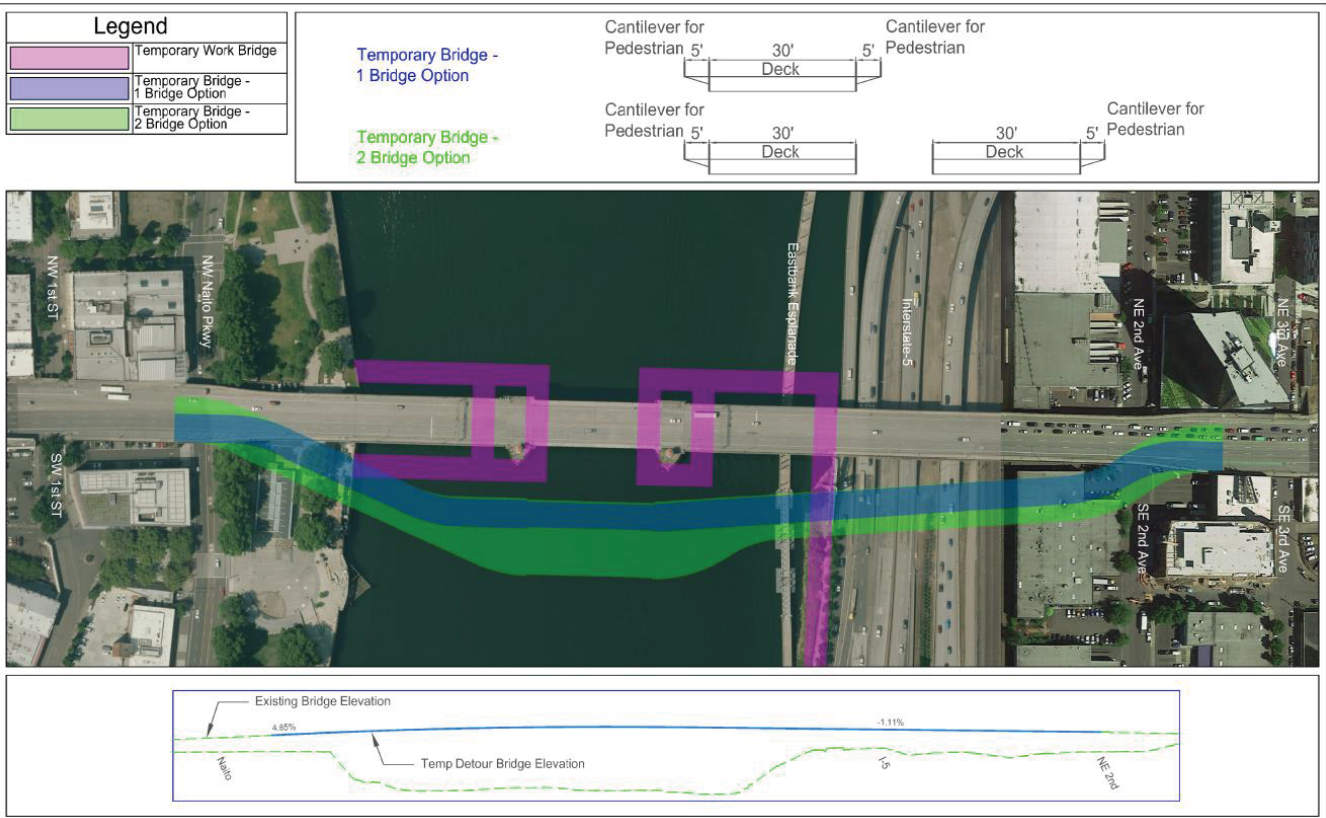 Legend
Temporary Work Bridge
Temporary Bridge -
1 Bridge Option
Temporary Bridge -
2 Bridge Option
Temporary Bridge -
1 Bridge Option
Cantilever for
Pedestrian
5'
30'
5'
Deck
Cantilever for
Pedestrian
Temporary Bridge -
2 Bridge Option
Cantilever for
Pedestrian
5'
30'
Deck
30'
5'
Deck
Cantilever for
Pedestrian
NW 1st ST
NW Naito Pkwy
Eastbank Esplanade
Interstate-5
NE 2nd Ave
NE 3rd Ave
SW 1st ST
SE 2nd Ave
SE 3rd Ave
Existing Bridge Elevation
4.65%
-1.11%
Temp Detour Bridge Elevation
Naito
I-5
NE 2nd